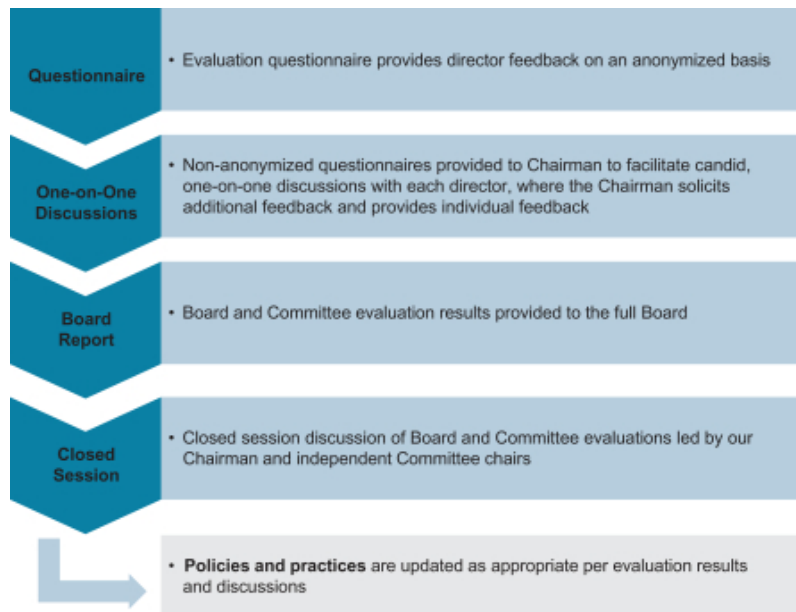 Questionnaire
• Evaluation questionnaire provides director feedback on an anonymized basis
One-on-One
Discussions
• Non-anonymized questionnaires provided to Chairman to facilitate candid,
one-on-one discussions with each director, where the Chairman solicits
additional feedback and provides individual feedback
Board
Report
• Board and Committee evaluation results provided to the full Board
Closed
Session
• Closed session discussion of Board and Committee evaluations led by our
Chairman and independent Committee chairs
• Policies and practices are updated as appropriate per evaluation results
and discussions